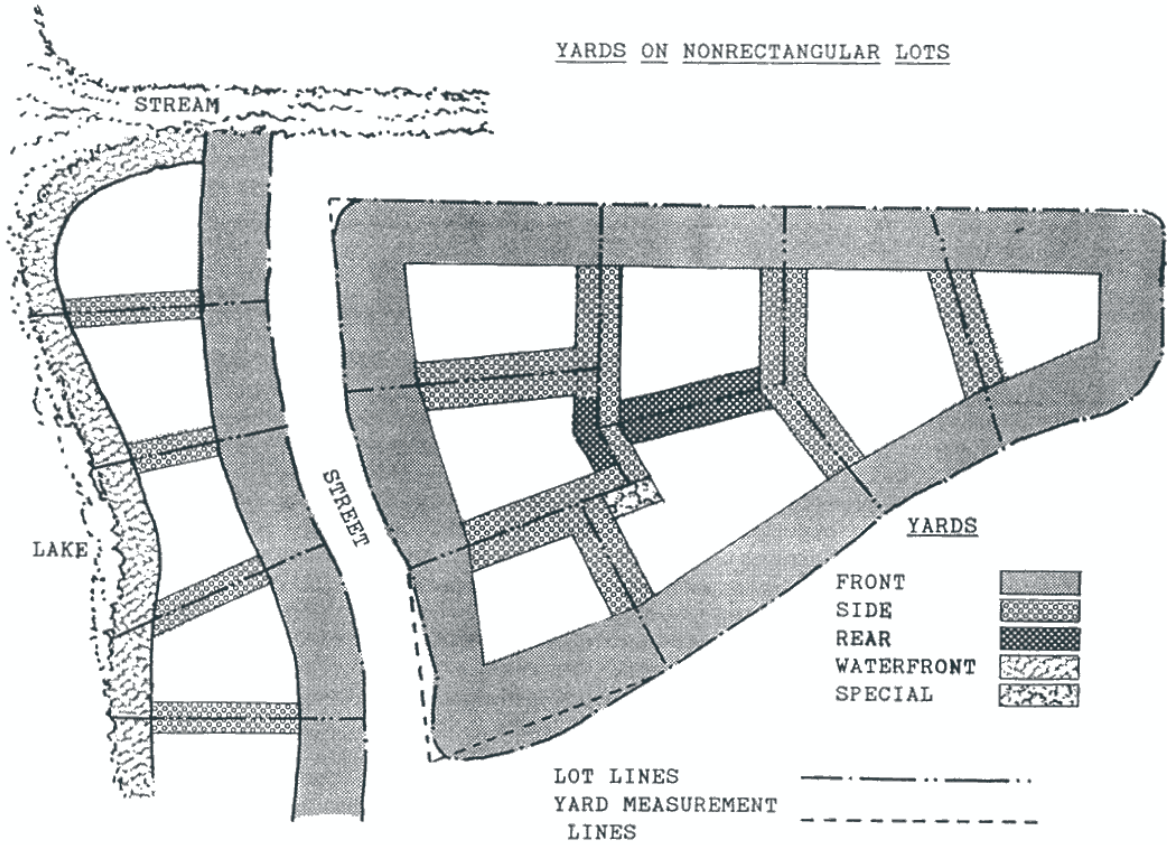 YARDS ON NONRECTANGULAR LOTS
STREAM
STREET
LAKE
YARDS
FRONT
SIDE
REAR
WATERFRONT
SPECIAL
LOT LINES
YARD MEASUREMENT
LINES